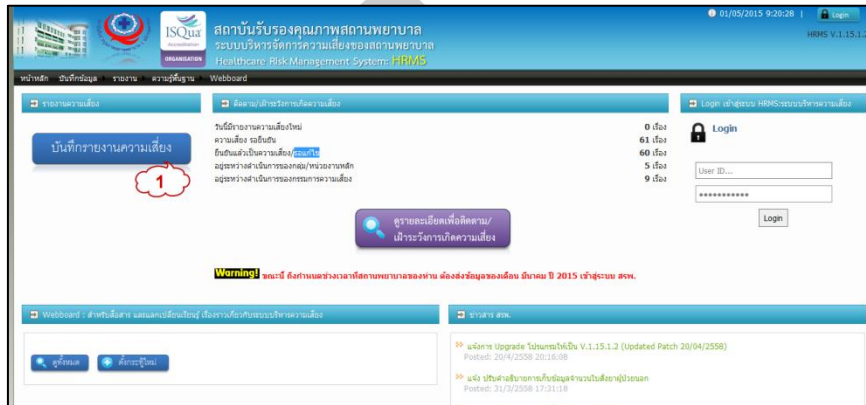 01/05/2015 9:20:28 | Login
ISQua
Accreditation
ORGANISATION
สถาบันรับรองคุณภาพสถานพยาบาล
ระบบบริหารจัดการความเสี่ยงของสถานพยาบาล
Healthcare Risk Management System: HRMS
HRMS V.1.15.1.2
หน้าหลัก บันทึกข้อมูล รายงาน ความรู้พื้นฐาน Webboard
รายงานความเสี่ยง
ติดตาม/เฝ้าระวังการเกิดความเสี่ยง
Login เข้าสู่ระบบ HRMS:ระบบบริหารความเสี่ยง
บันทึกรายงานความเสี่ยง
1
วันนี้มีรายงานความเสี่ยงใหม่ 0 เรื่อง
ความเสี่ยง รอยืนยัน 61 เรื่อง
ยืนยันแล้วเป็นความเสี่ยง/รอแก้ไข 60 เรื่อง
อยู่ระหว่างดำเนินการของกลุ่ม/หน่วยงานหลัก 5 เรื่อง
อยู่ระหว่างดำเนินการของกรรมการความเสี่ยง 9 เรื่อง
Login
User ID...
Login
ดูรายละเอียดเพื่อติดตาม/
เฝ้าระวังการเกิดความเสี่ยง
Warning! ขณะนี้ ถึงกำหนดช่วงเวลาที่สถานพยาบาลของท่าน ต้องส่งข้อมูลของเดือน มีนาคม ปี 2015 เข้าสู่ระบบ สรพ.
Webboard : สำหรับสื่อสาร และแลกเปลี่ยนเรียนรู้ เรื่องราวเกี่ยวกับระบบบริหารความเสี่ยง
ข่าวสาร สรพ.
ดูทั้งหมด
ตั้งกระทู้ใหม่
แจ้งการ Upgrade โปรแกรมให้เป็น V.1.15.1.2 (Updated Patch 20/04/2558)
Posted: 20/4/2558 20:16:08
แจ้ง ปรับคำอธิบายการเก็บข้อมูลจำนวนใบสั่งยาผู้ป่วยนอก
Posted: 31/3/2558 17:31:18